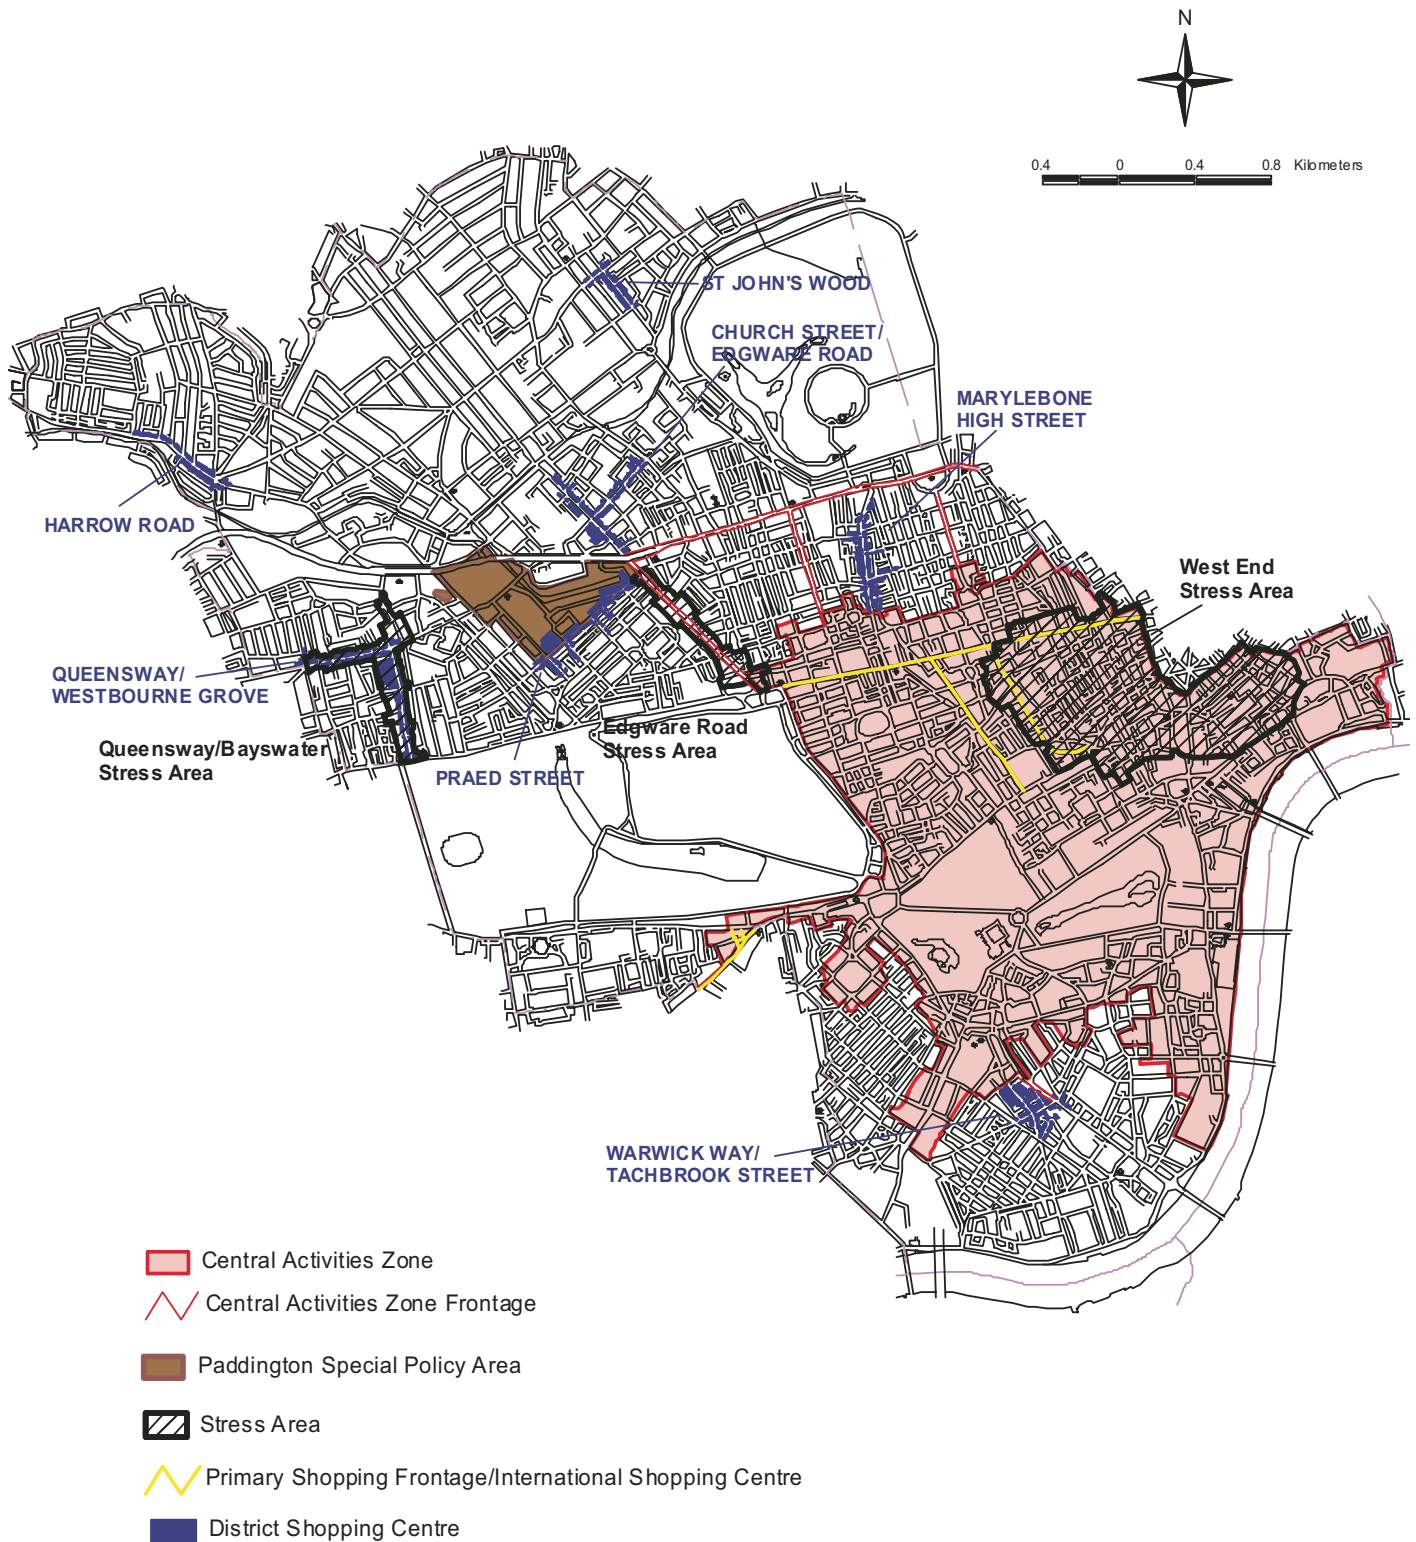 N
0.4 0 0.4 0.8 Kilometers
ST JOHN'S WOOD
CHURCH STREET/
EDGWARE ROAD
MARYLEBONE
HIGH STREET
HARROW ROAD
West End
Stress Area
QUEENSWAY/
WESTBOURNE GROVE
Edgware Road
Stress Area
Queensway/Bayswater
Stress Area
PRAED STREET
WARWICK WAY/
TACHBROOK STREET
Central Activities Zone
Central Activities Zone Frontage
Paddington Special Policy Area
Stress Area
Primary Shopping Frontage/International Shopping Centre
District Shopping Centre